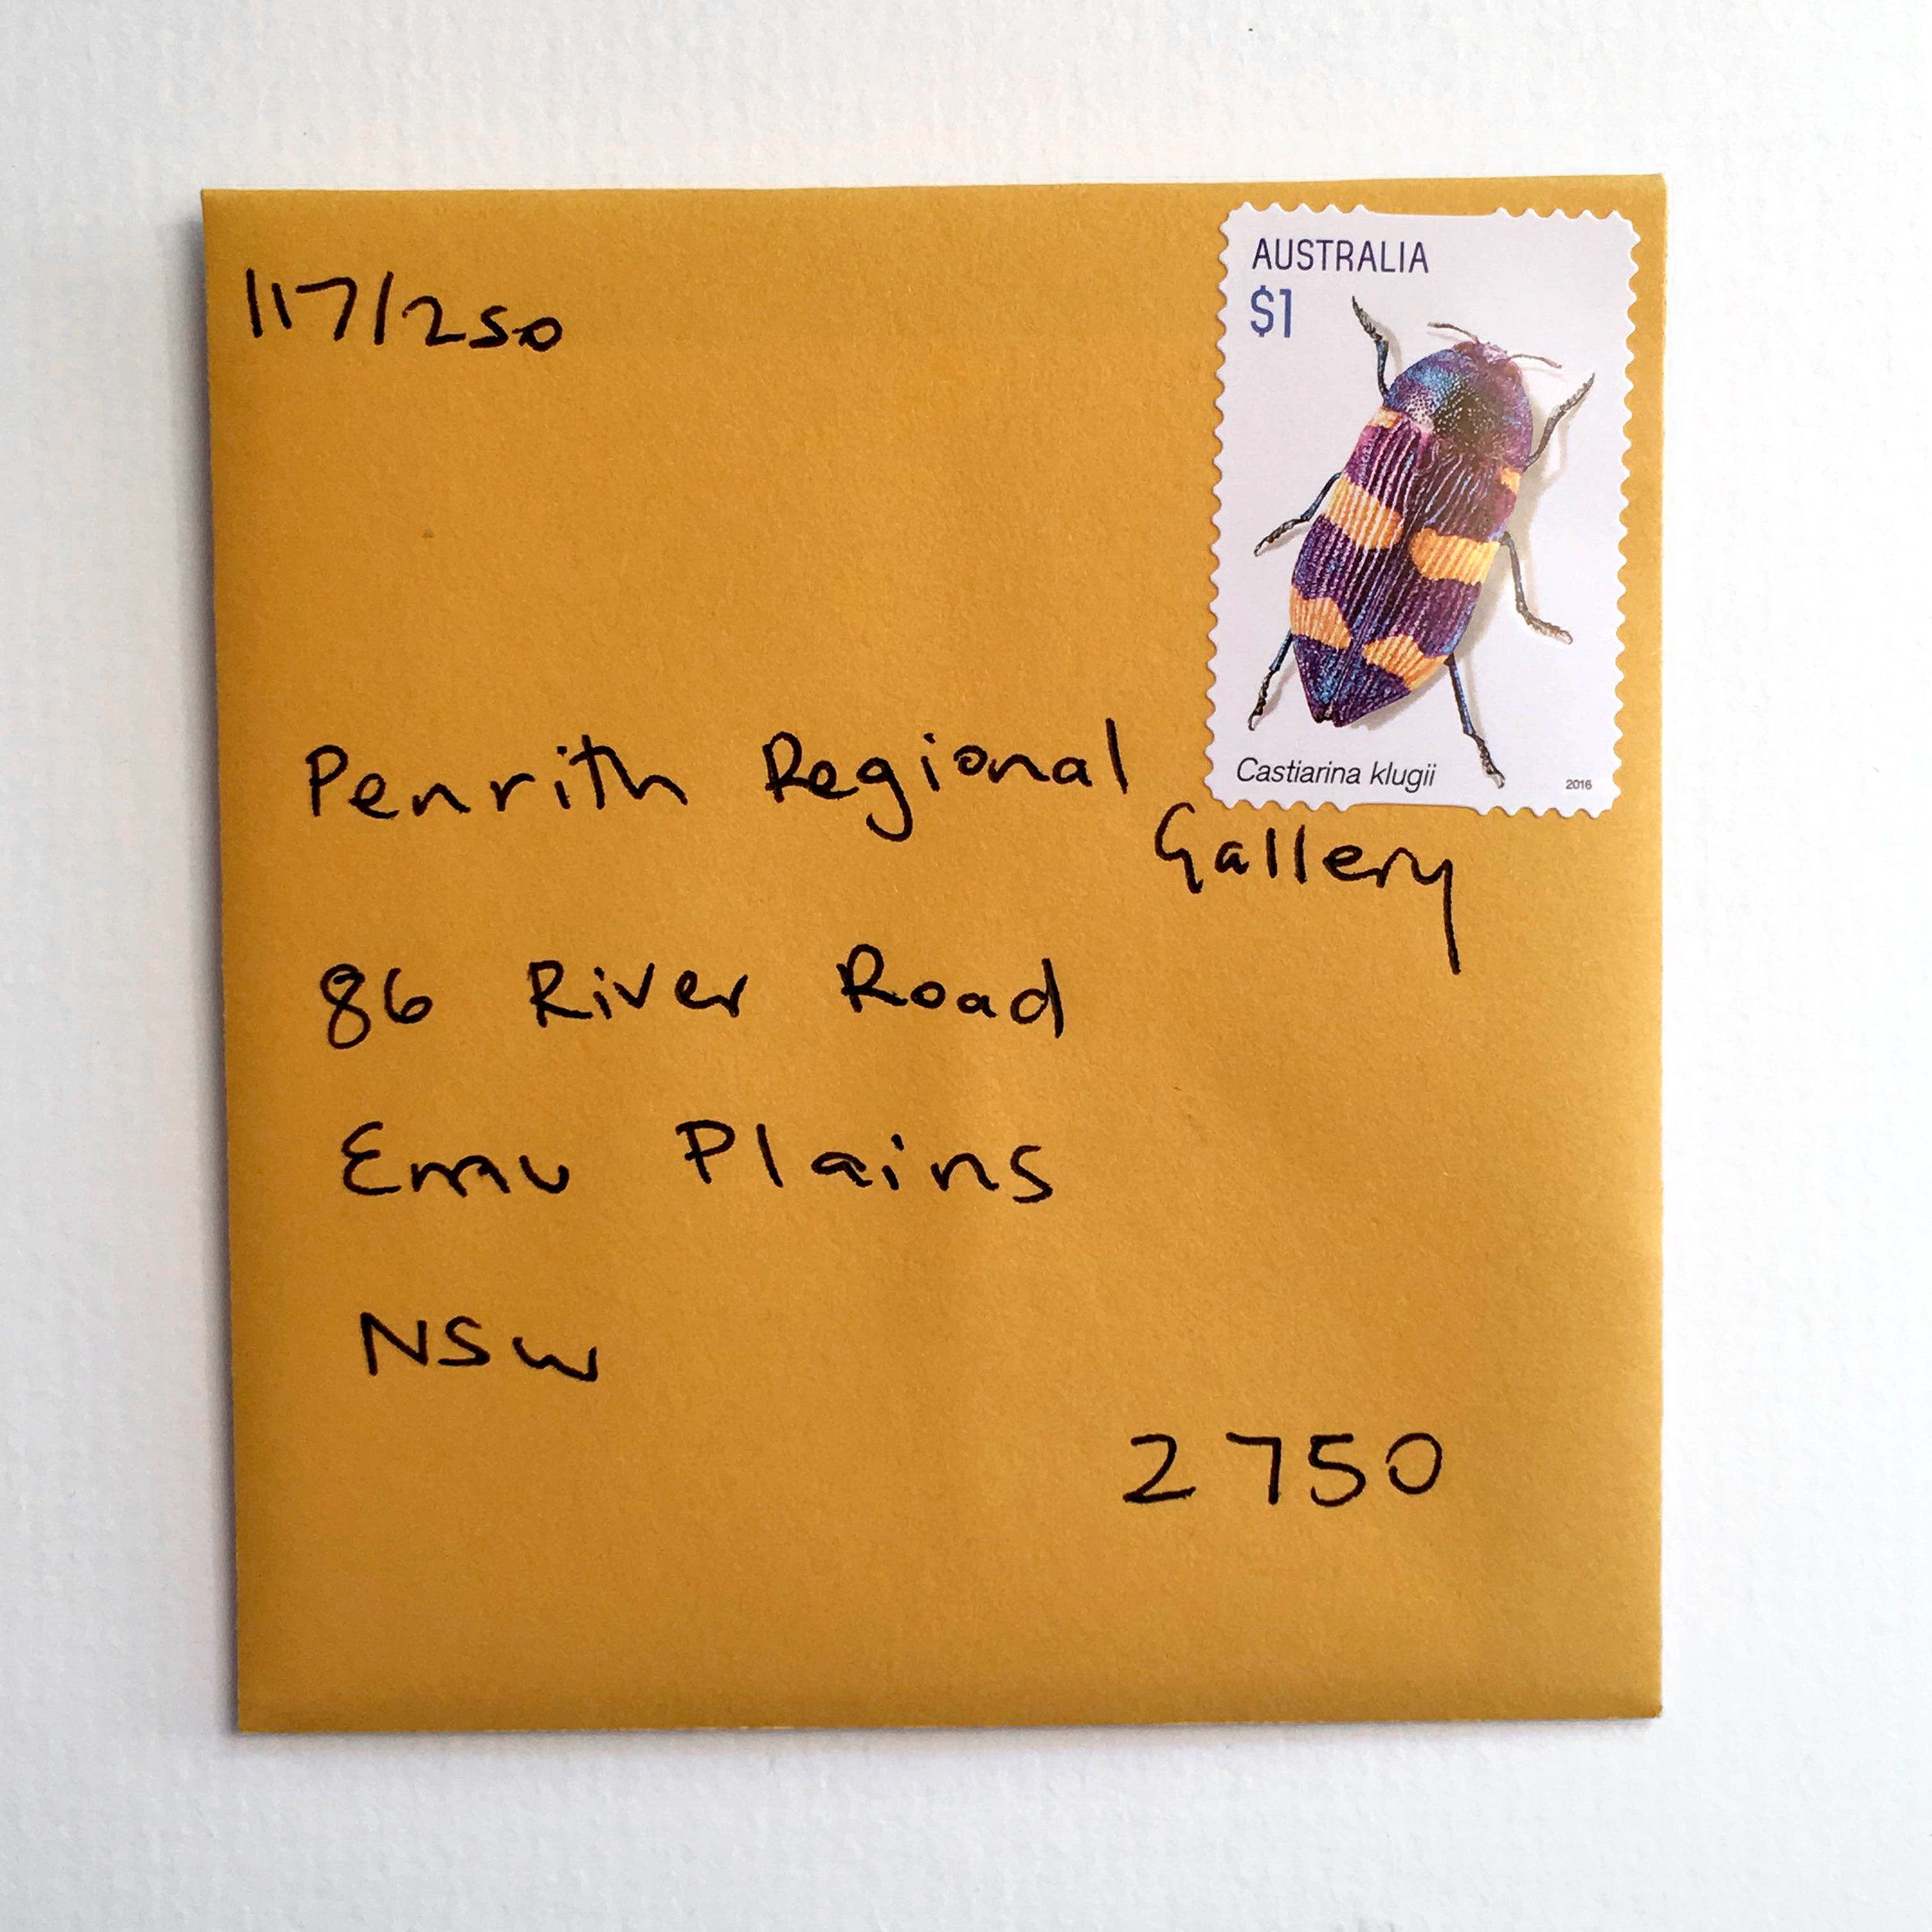 117/250
AUSTRALIA
$1
Castiarina klugii
2016
Penrith Regional
Gallery
86 River Road
Emu Plains
NSW
2750